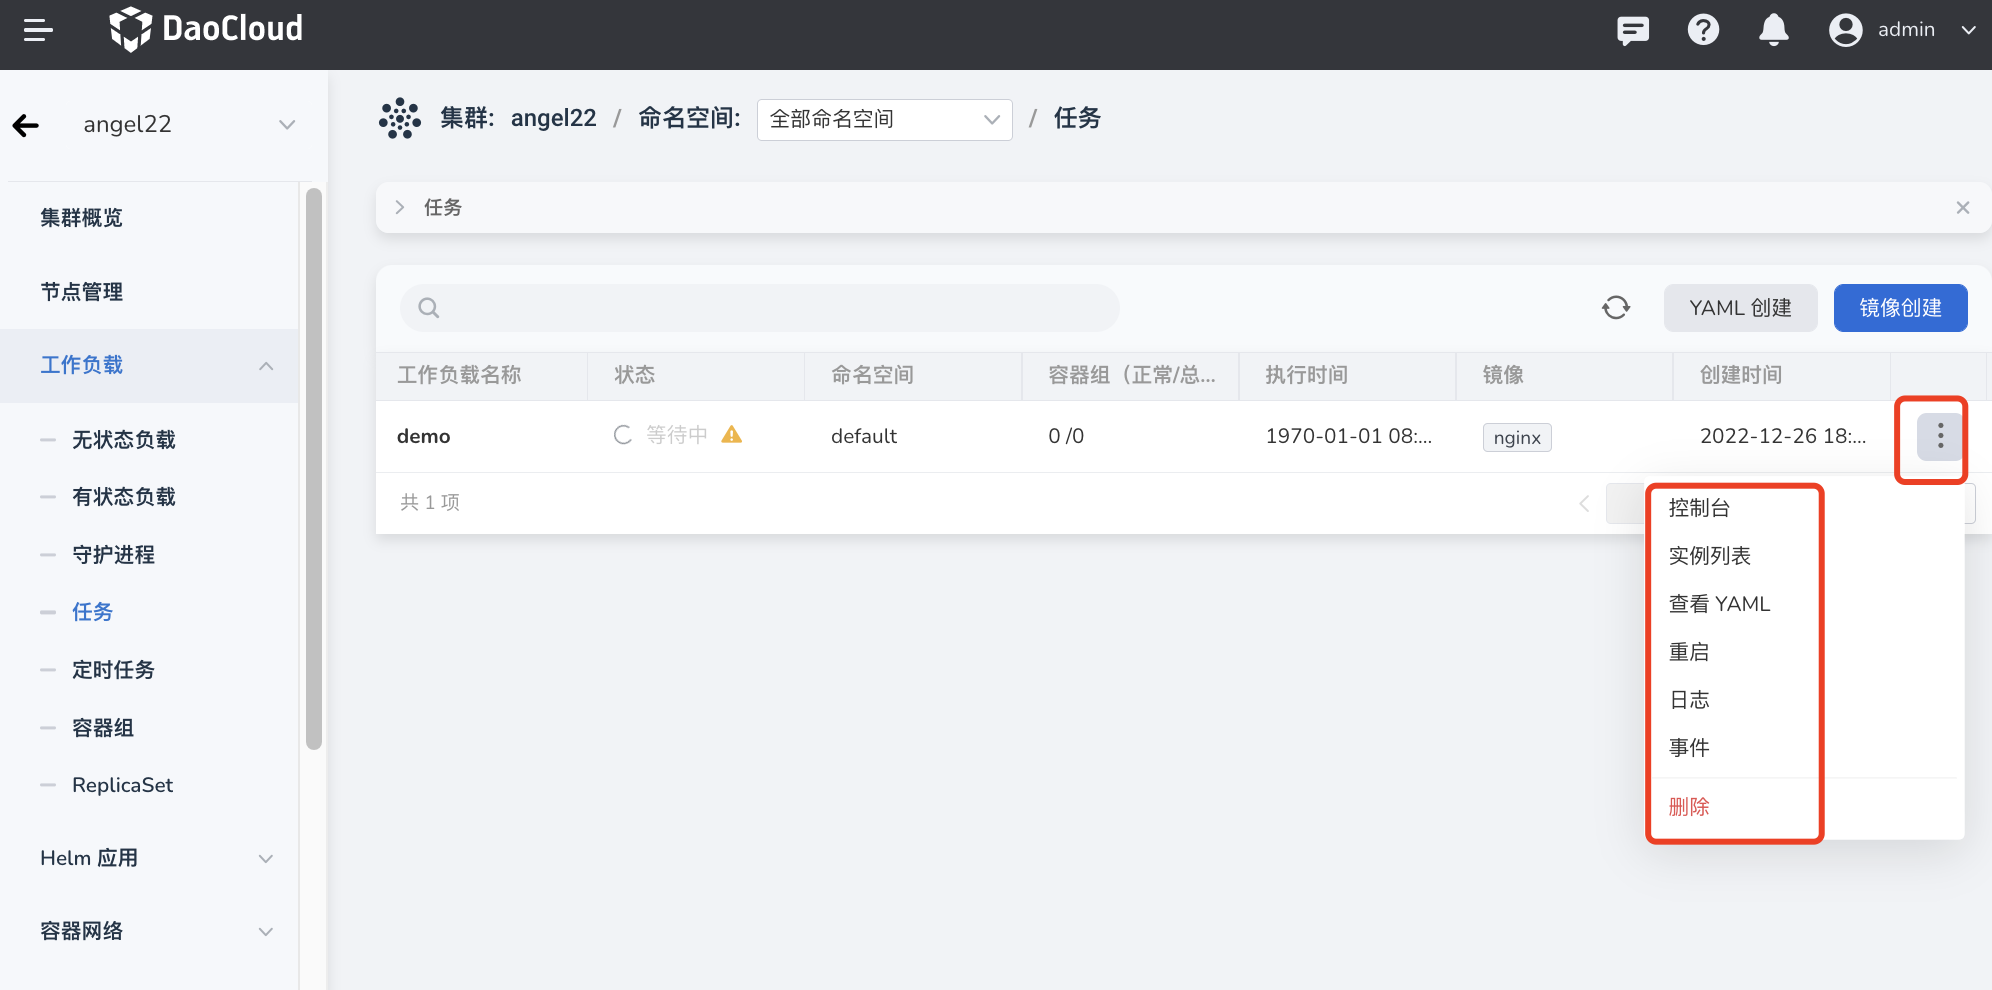 DaoCloud
admin
angel22
集群概览
节点管理
工作负载
无状态负载
有状态负载
守护进程
任务
定时任务
容器组
ReplicaSet
Helm 应用
容器网络
集群: angel22 / 命名空间: 全部命名空间 / 任务
任务
YAML 创建 镜像创建
工作负载名称 状态 命名空间 容器组（正常/总... 执行时间 镜像 创建时间
demo 等待中 default 0 /0 1970-01-01 08:... nginx 2022-12-26 18:...
共 1 项
控制台
实例列表
查看 YAML
重启
日志
事件
删除